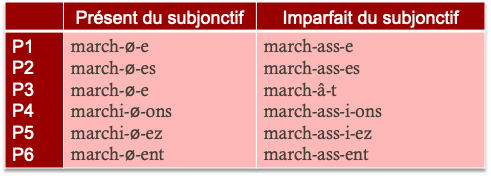 Présent du subjonctif Imparfait du subjonctif
P1 march-ø-e march-ass-e
P2 march-ø-es march-ass-es
P3 march-ø-e march-â-t
P4 marchi-ø-ons march-ass-i-ons
P5 marchi-ø-ez march-ass-i-ez
P6 march-ø-ent march-ass-ent